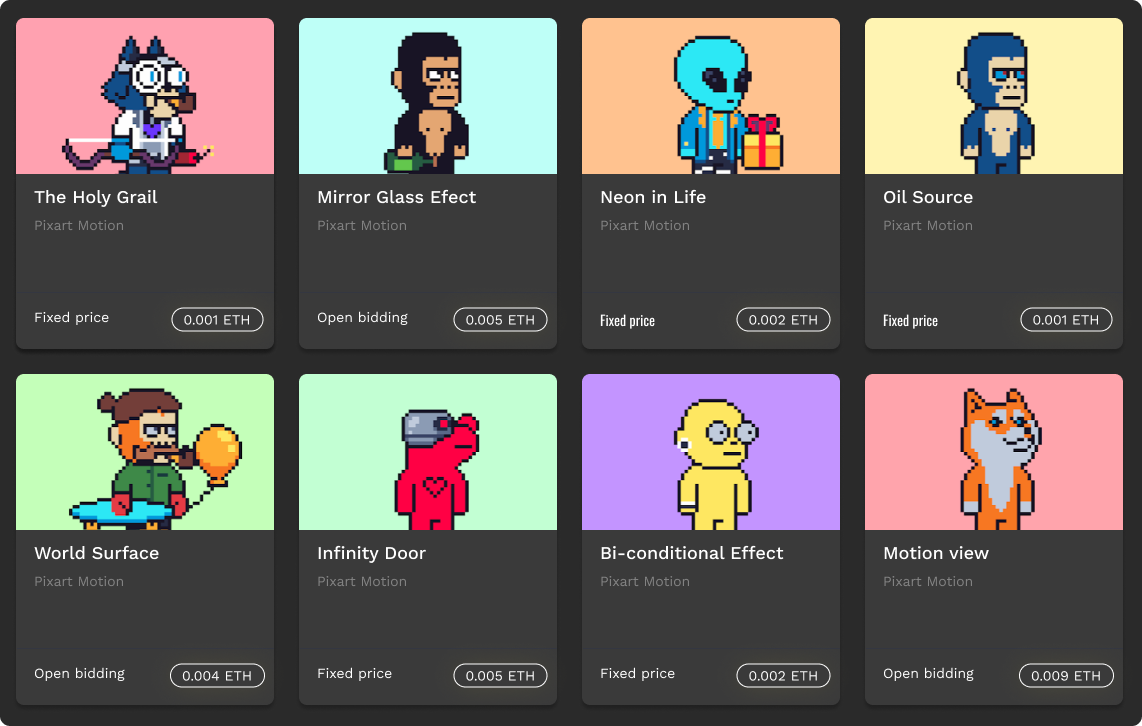 The Holy Grail
Pixart Motion
Fixed price
0.001 ETH
Mirror Glass Efect
Pixart Motion
Open bidding
0.005 ETH
Neon in Life
Pixart Motion
Fixed price
0.002 ETH
Oil Source
Pixart Motion
Fixed price
0.001 ETH
World Surface
Pixart Motion
Open bidding
0.004 ETH
Infinity Door
Pixart Motion
Fixed price
0.005 ETH
Bi-conditional Effect
Pixart Motion
Fixed price
0.002 ETH
Motion view
Pixart Motion
Open bidding
0.009 ETH